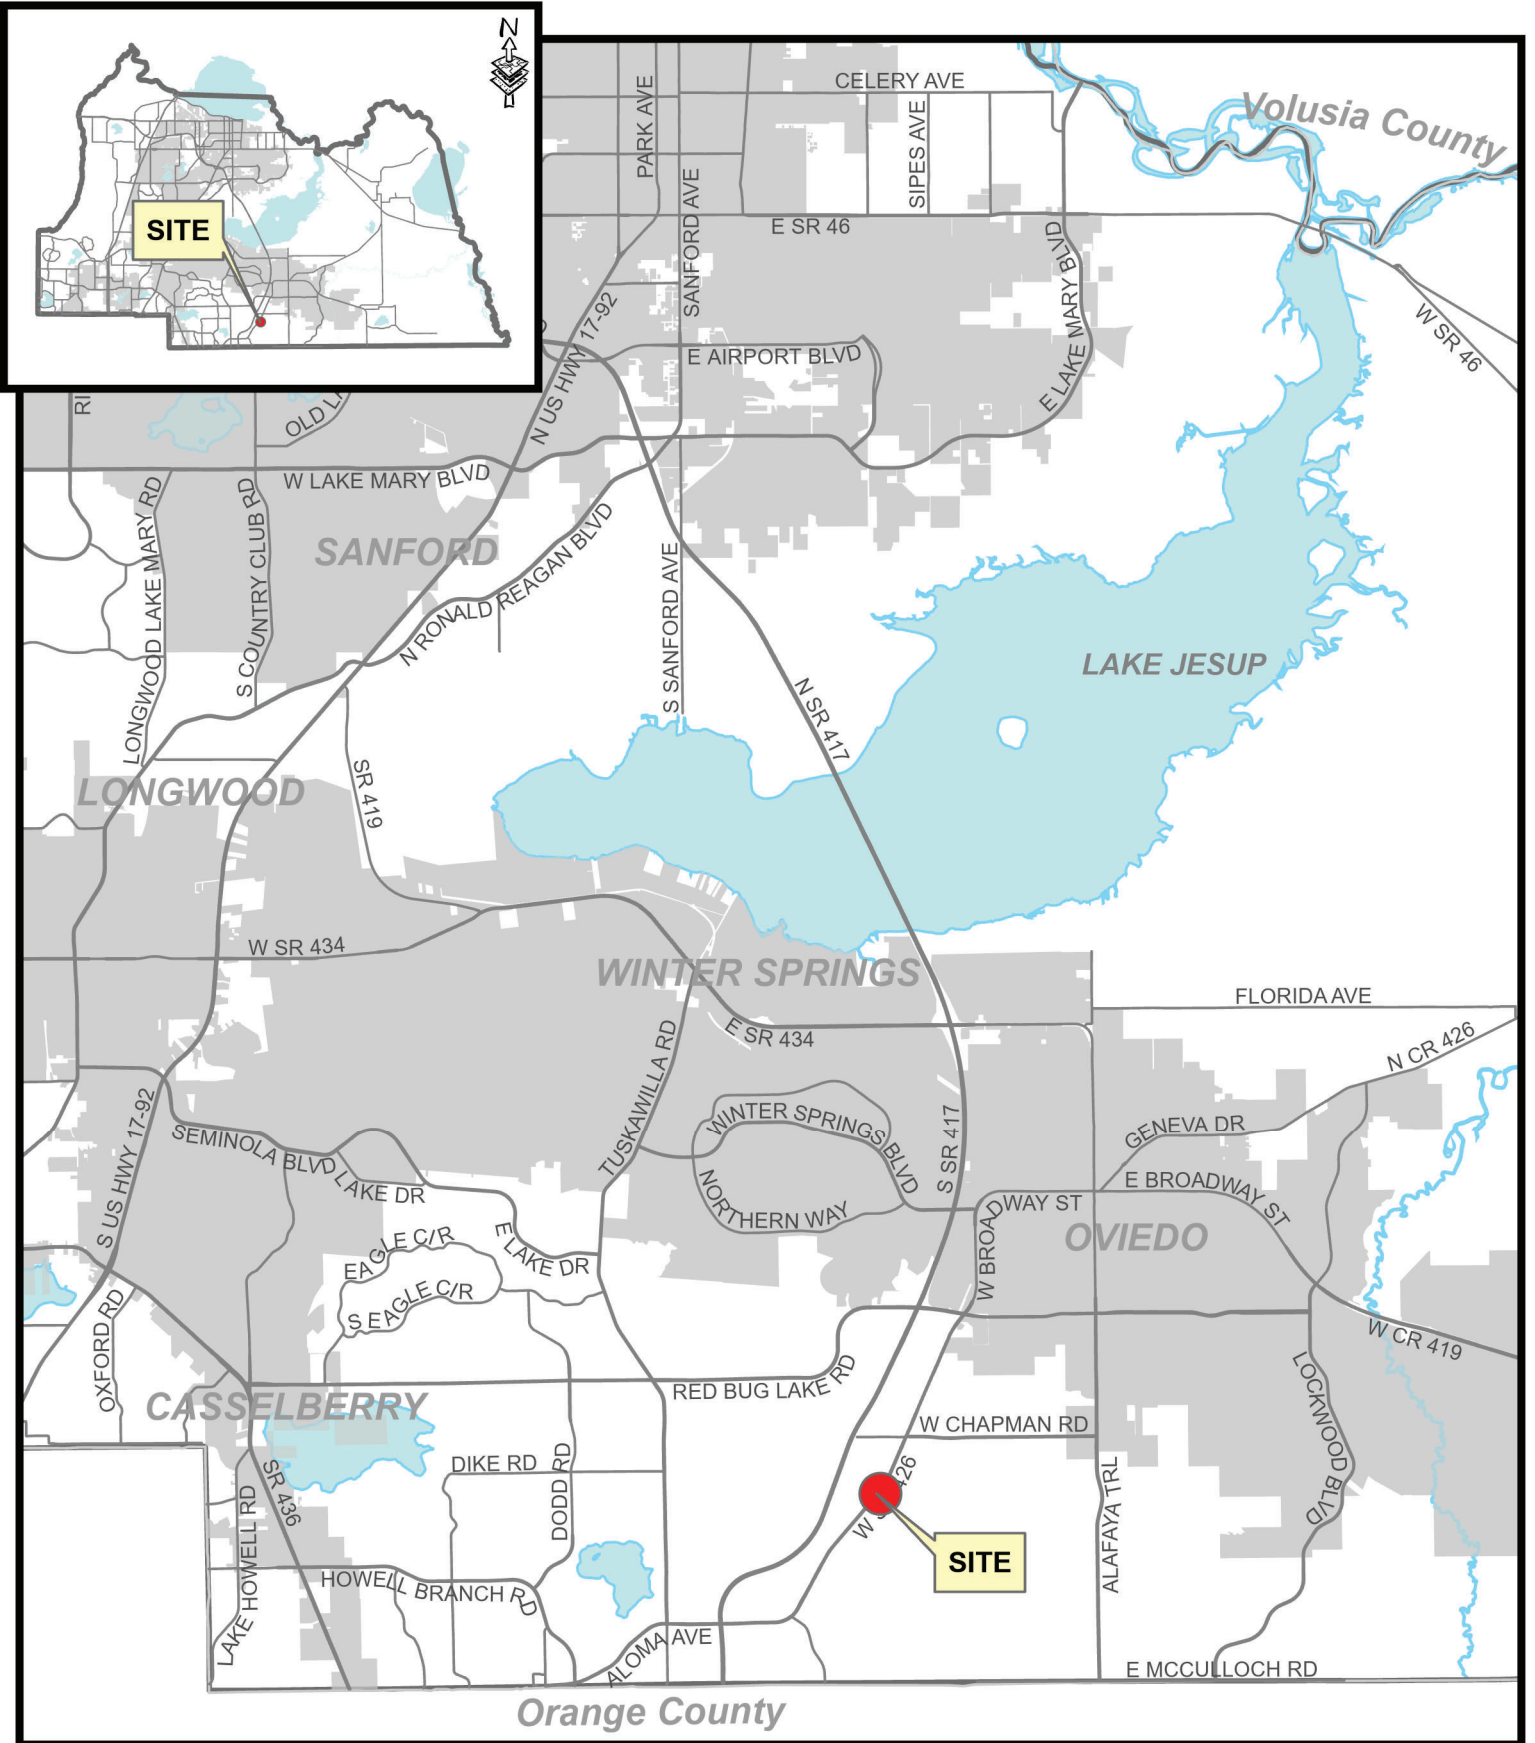 N
SITE
CELERY AVE
Volusia County
PARK AVE
SIPES AVE
SANFORD AVE
E SR 46
E LAKE MARY BLVD
N US HWY 17-92
W SR 46
E AIRPORT BLVD
RI
OLD
W LAKE MARY BLVD
LONGWOOD LAKE MARY RD
S COUNTRY CLUB RD
SANFORD
N RONALD REAGAN BLVD
S SANFORD AVE
LAKE JESUP
N SR 417
LONGWOOD
SR 419
W SR 434
WINTER SPRINGS
FLORIDA AVE
E SR 434
N CR 426
TUSKAWILLA RD
S US HWY 17-92
WINTER SPRINGS BLVD
S SR 417
GENEVA DR
SEMINOLA BLVD
LAKE DR
E BROADWAY ST
NORTHERN WAY
W BROADWAY ST
OVIEDO
EAGLE C/R
E LAKE DR
S EAGLE C/R
OXFORD RD
W CR 419
RED BUG LAKE RD
LOCKWOOD BLVD
CASSELBERRY
W CHAPMAN RD
DIKE RD
DODD RD
SR 436
LAKE HOWELL RD
W S 426
ALAFAYA TRL
SITE
HOWELL BRANCH RD
ALOMA AVE
E MCCULLOCH RD
Orange County